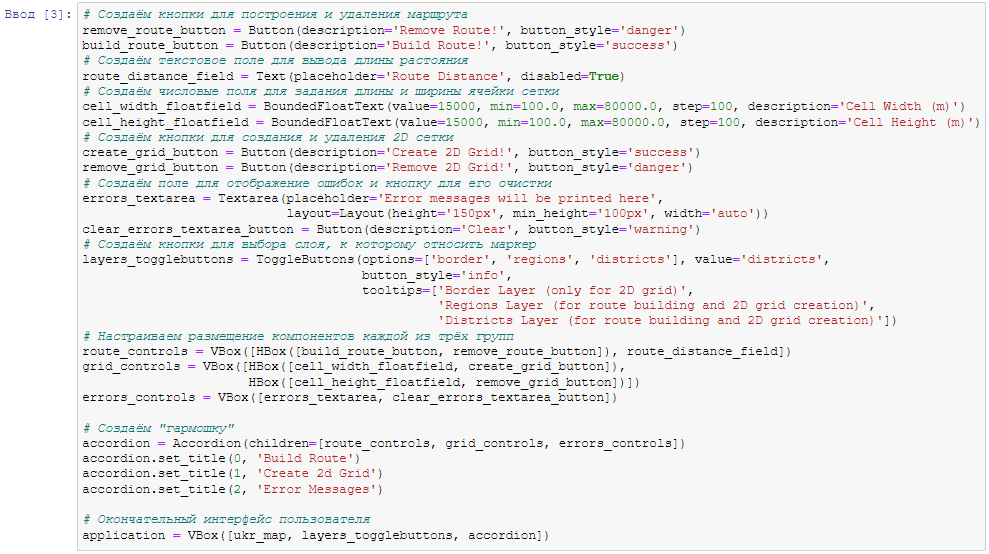 Ввод [3]:
# Создаём кнопки для построения и удаления маршрута
remove_route_button = Button(description='Remove Route!', button_style='danger')
build_route_button = Button(description='Build Route!', button_style='success')
# Создаём текстовое поле для вывода длины растояния
route_distance_field = Text(placeholder='Route Distance', disabled=True)
# Создаём числовые поля для задания длины и ширины ячейки сетки
cell_width_floatfield = BoundedFloatText(value=15000, min=100.0, max=80000.0, step=100, description='Cell Width (m)')
cell_height_floatfield = BoundedFloatText(value=15000, min=100.0, max=80000.0, step=100, description='Cell Height (m)')
# Создаём кнопки для создания и удаления 2D сетки
create_grid_button = Button(description='Create 2D Grid!', button_style='success')
remove_grid_button = Button(description='Remove 2D Grid!', button_style='danger')
# Создаём поле для отображение ошибок и кнопку для его очистки
errors_textarea = Textarea(placeholder='Error messages will be printed here',
layout=Layout(height='150px', min_height='100px', width='auto'))
clear_errors_textarea_button = Button(description='Clear', button_style='warning')
# Создаём кнопки для выбора слоя, к которому относить маркер
layers_togglebuttons = ToggleButtons(options=['border', 'regions', 'districts'], value='districts',
button_style='info',
tooltips=['Border Layer (only for 2D grid)',
'Regions Layer (for route building and 2D grid creation)',
'Districts Layer (for route building and 2D grid creation)'])
# Настраиваем размещение компонентов каждой из трёх групп
route_controls = VBox([HBox([build_route_button, remove_route_button]), route_distance_field])
grid_controls = VBox([HBox([cell_width_floatfield, create_grid_button]),
HBox([cell_height_floatfield, remove_grid_button])])
errors_controls = VBox([errors_textarea, clear_errors_textarea_button])
# Создаём "гармошку"
accordion = Accordion(children=[route_controls, grid_controls, errors_controls])
accordion.set_title(0, 'Build Route')
accordion.set_title(1, 'Create 2d Grid')
accordion.set_title(2, 'Error Messages')
# Окончательный интерфейс пользователя
application = VBox([ukr_map, layers_togglebuttons, accordion])